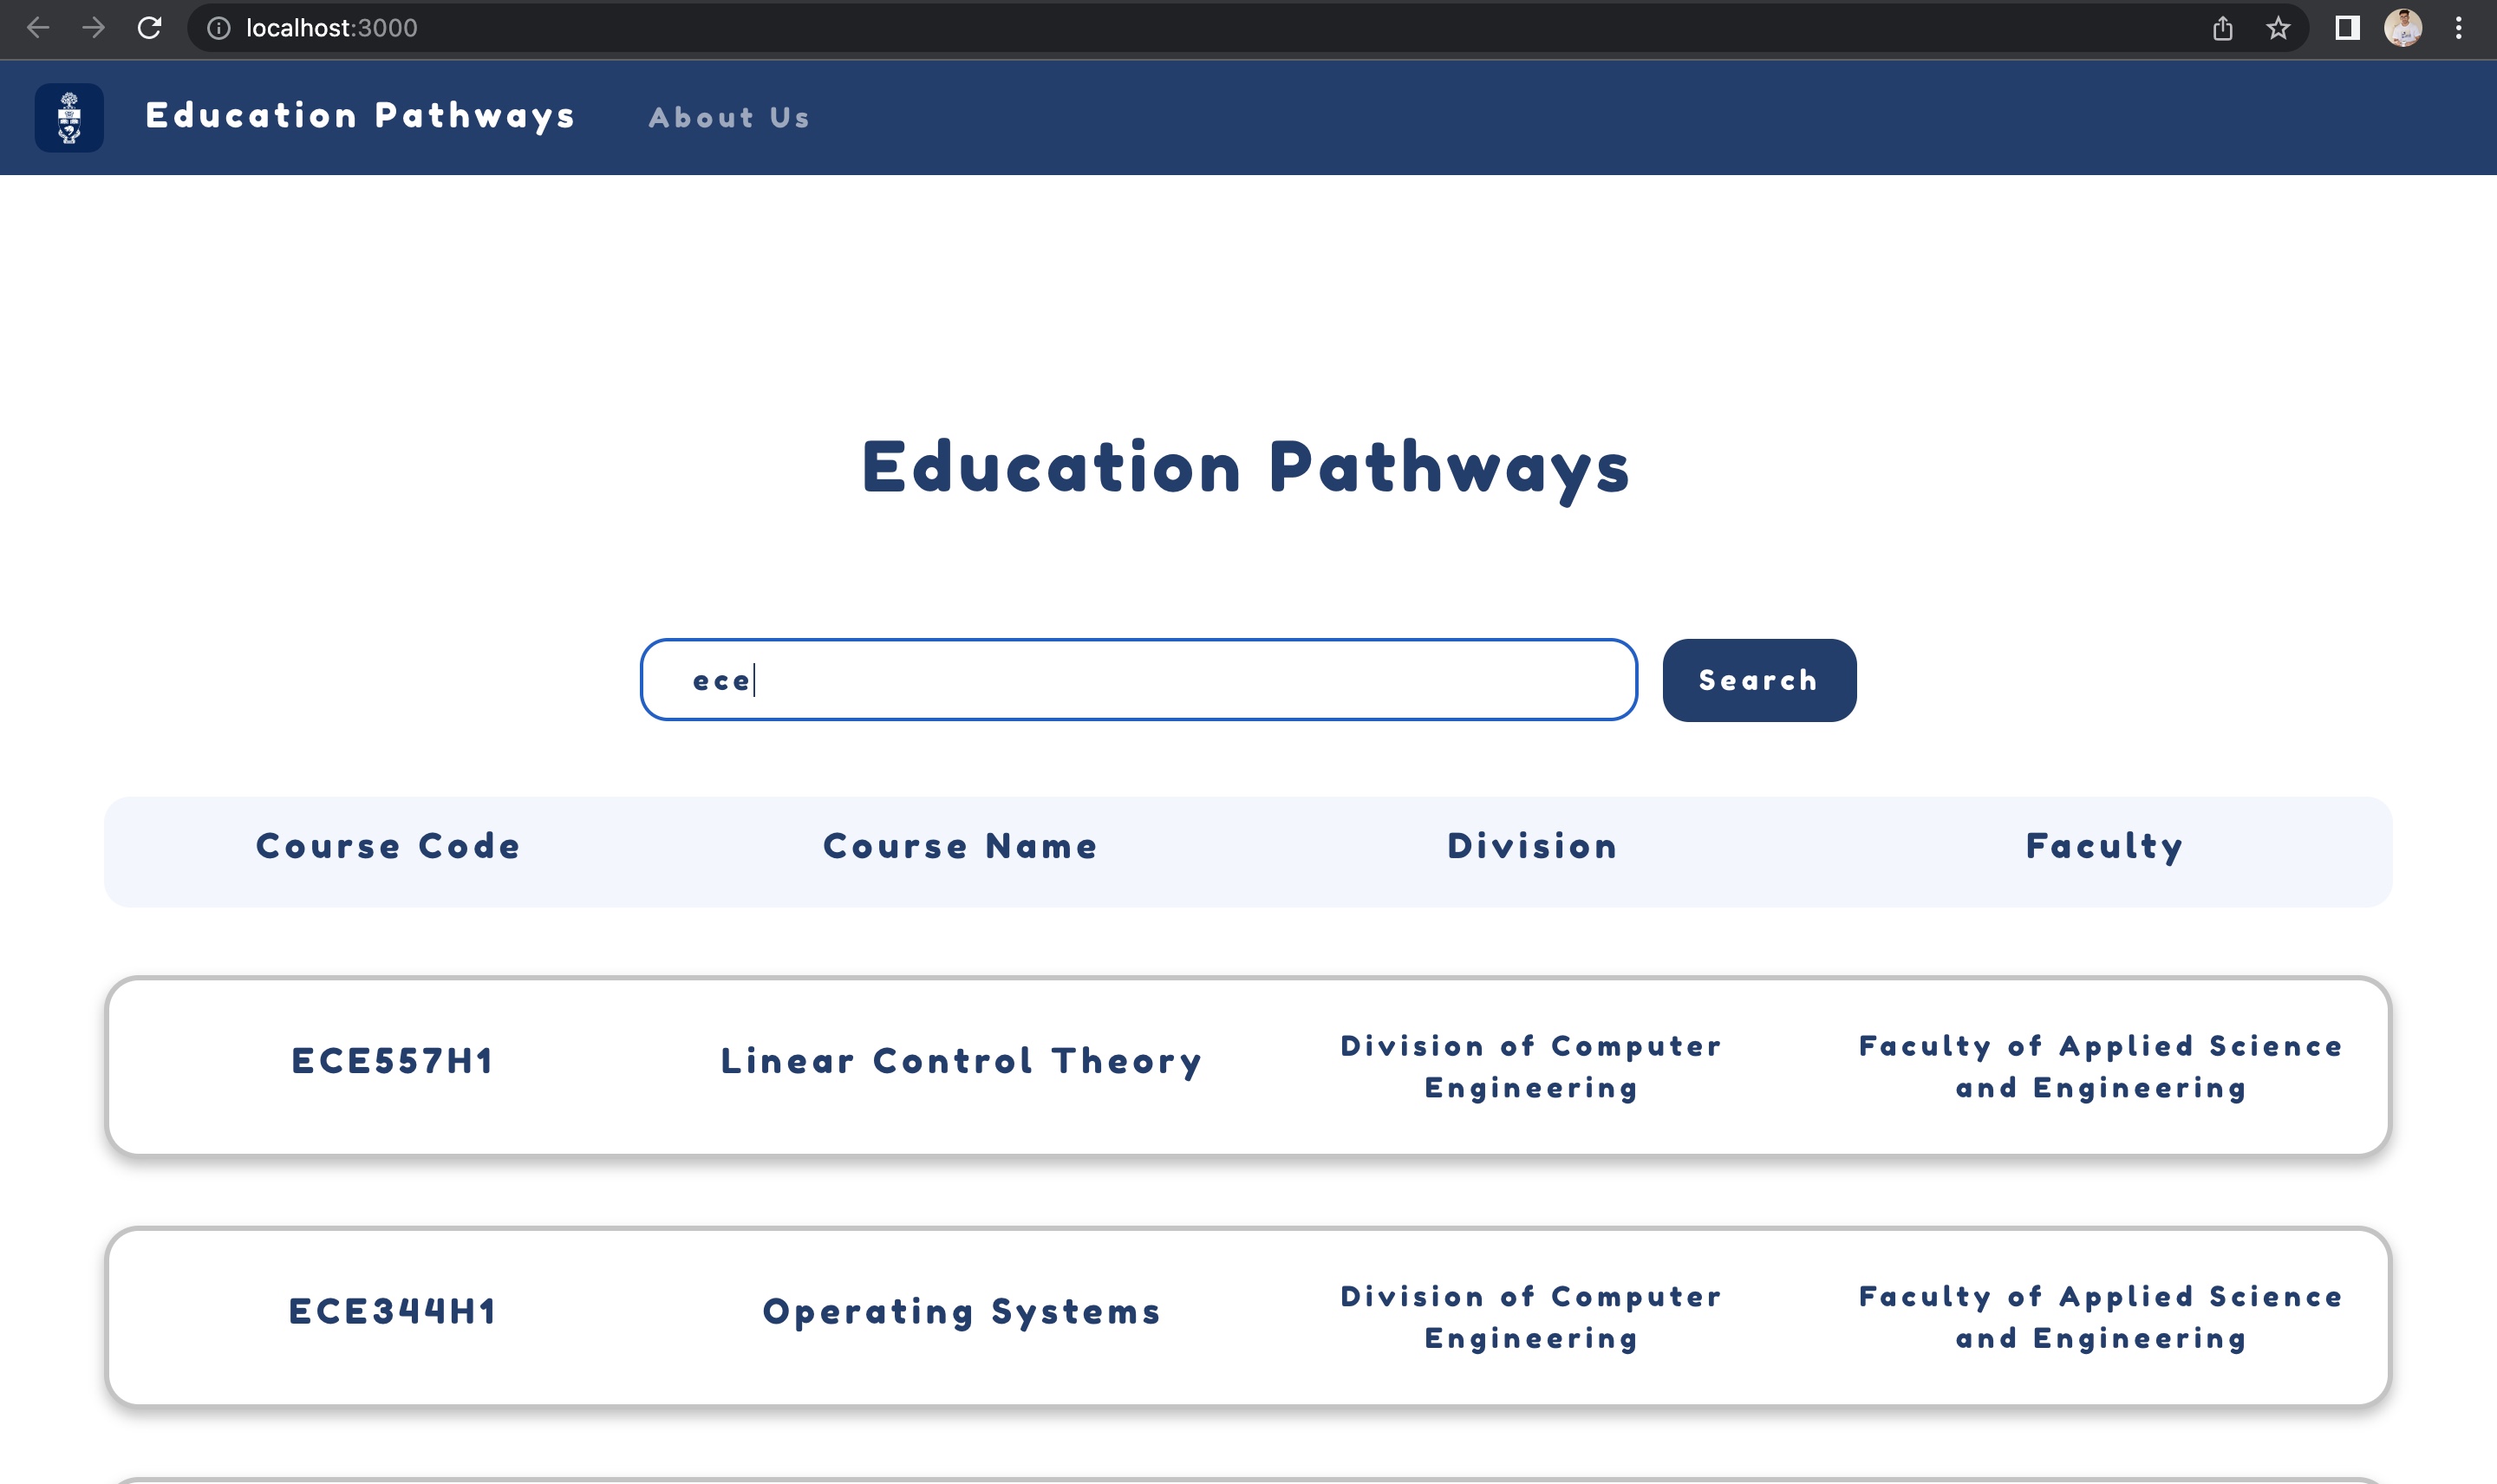 localhost:3000
Education Pathways About Us
Education Pathways
ece Search
Course Code Course Name Division Faculty
ECE557H1 Linear Control Theory Division of Computer Engineering Faculty of Applied Science and Engineering
ECE344H1 Operating Systems Division of Computer Engineering Faculty of Applied Science and Engineering